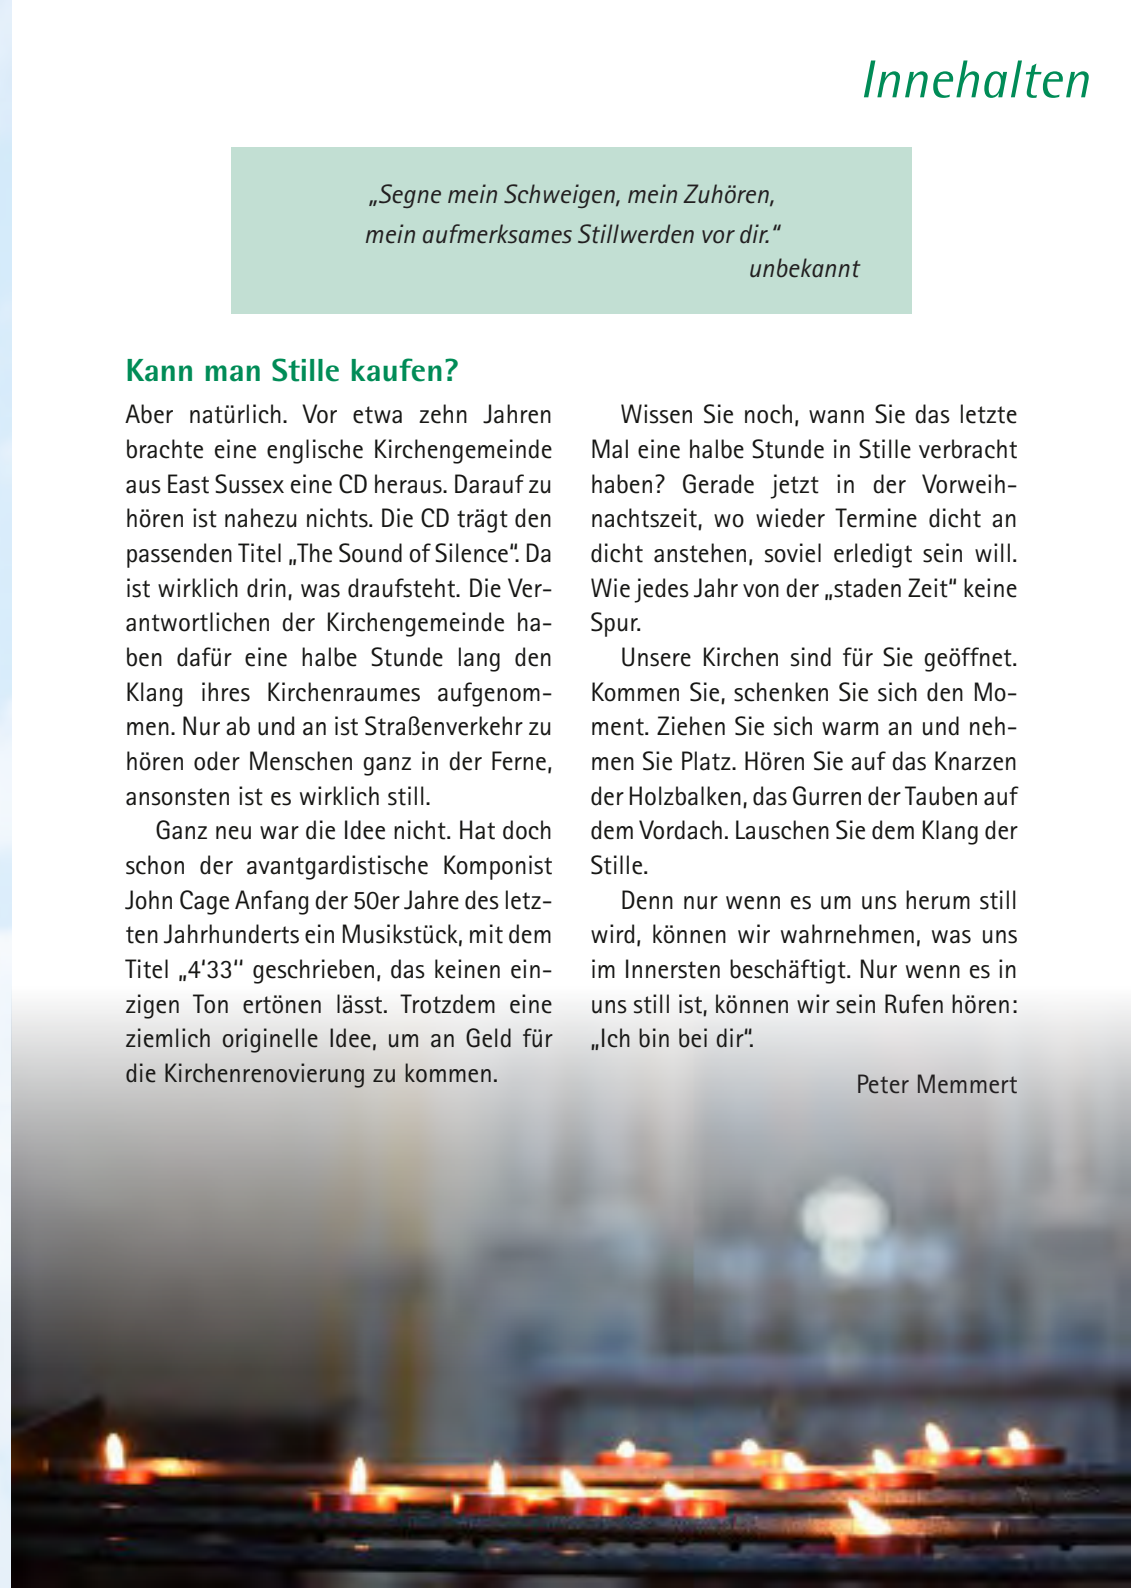 Innehalten
„Segne mein Schweigen, mein Zuhören,
mein aufmerksames Stillwerden vor dir.“
unbekannt
Kann man Stille kaufen?
Aber natürlich. Vor etwa zehn Jahren
brachte eine englische Kirchengemeinde
aus East Sussex eine CD heraus. Darauf zu
hören ist nahezu nichts. Die CD trägt den
passenden Titel „The Sound of Silence“. Da
ist wirklich drin, was draufsteht. Die Ver-
antwortlichen der Kirchengemeinde ha-
ben dafür eine halbe Stunde lang den
Klang ihres Kirchenraumes aufgenom-
men. Nur ab und an ist Straßenverkehr zu
hören oder Menschen ganz in der Ferne,
ansonsten ist es wirklich still.
Ganz neu war die Idee nicht. Hat doch
schon der avantgardistische Komponist
John Cage Anfang der 50er Jahre des letz-
ten Jahrhunderts ein Musikstück, mit dem
Titel „4‘33‘‘ geschrieben, das keinen ein-
zigen Ton ertönen lässt. Trotzdem eine
ziemlich originelle Idee, um an Geld für
die Kirchenrenovierung zu kommen.
Wissen Sie noch, wann Sie das letzte
Mal eine halbe Stunde in Stille verbracht
haben? Gerade jetzt in der Vorweih-
nachtszeit, wo wieder Termine dicht an
dicht anstehen, soviel erledigt sein will.
Wie jedes Jahr von der „staden Zeit“ keine
Spur.
Unsere Kirchen sind für Sie geöffnet.
Kommen Sie, schenken Sie sich den Mo-
ment. Ziehen Sie sich warm an und neh-
men Sie Platz. Hören Sie auf das Knarzen
der Holzbalken, das Gurren der Tauben auf
dem Vordach. Lauschen Sie dem Klang der
Stille.
Denn nur wenn es um uns herum still
wird, können wir wahrnehmen, was uns
im Innersten beschäftigt. Nur wenn es in
uns still ist, können wir sein Rufen hören:
„Ich bin bei dir“.
Peter Memmert